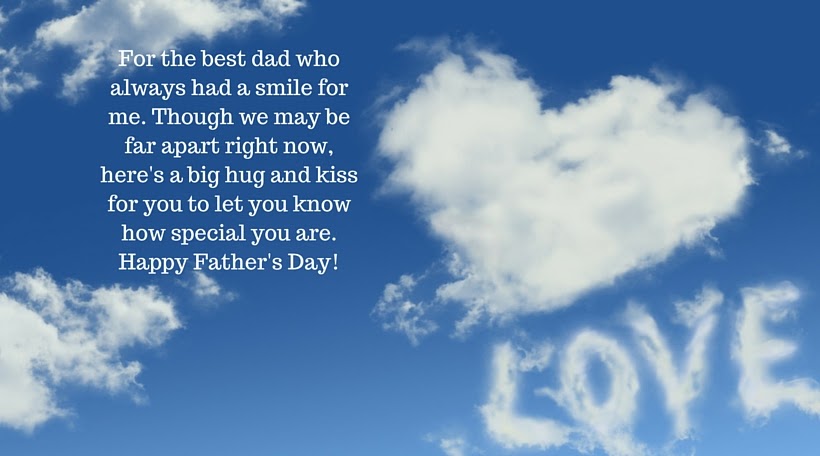 For the best dad who
always had a smile for
me. Though we may be
far apart right now,
here's a big hug and kiss
for you to let you know
how special you are.
Happy Father's Day!
LOVE